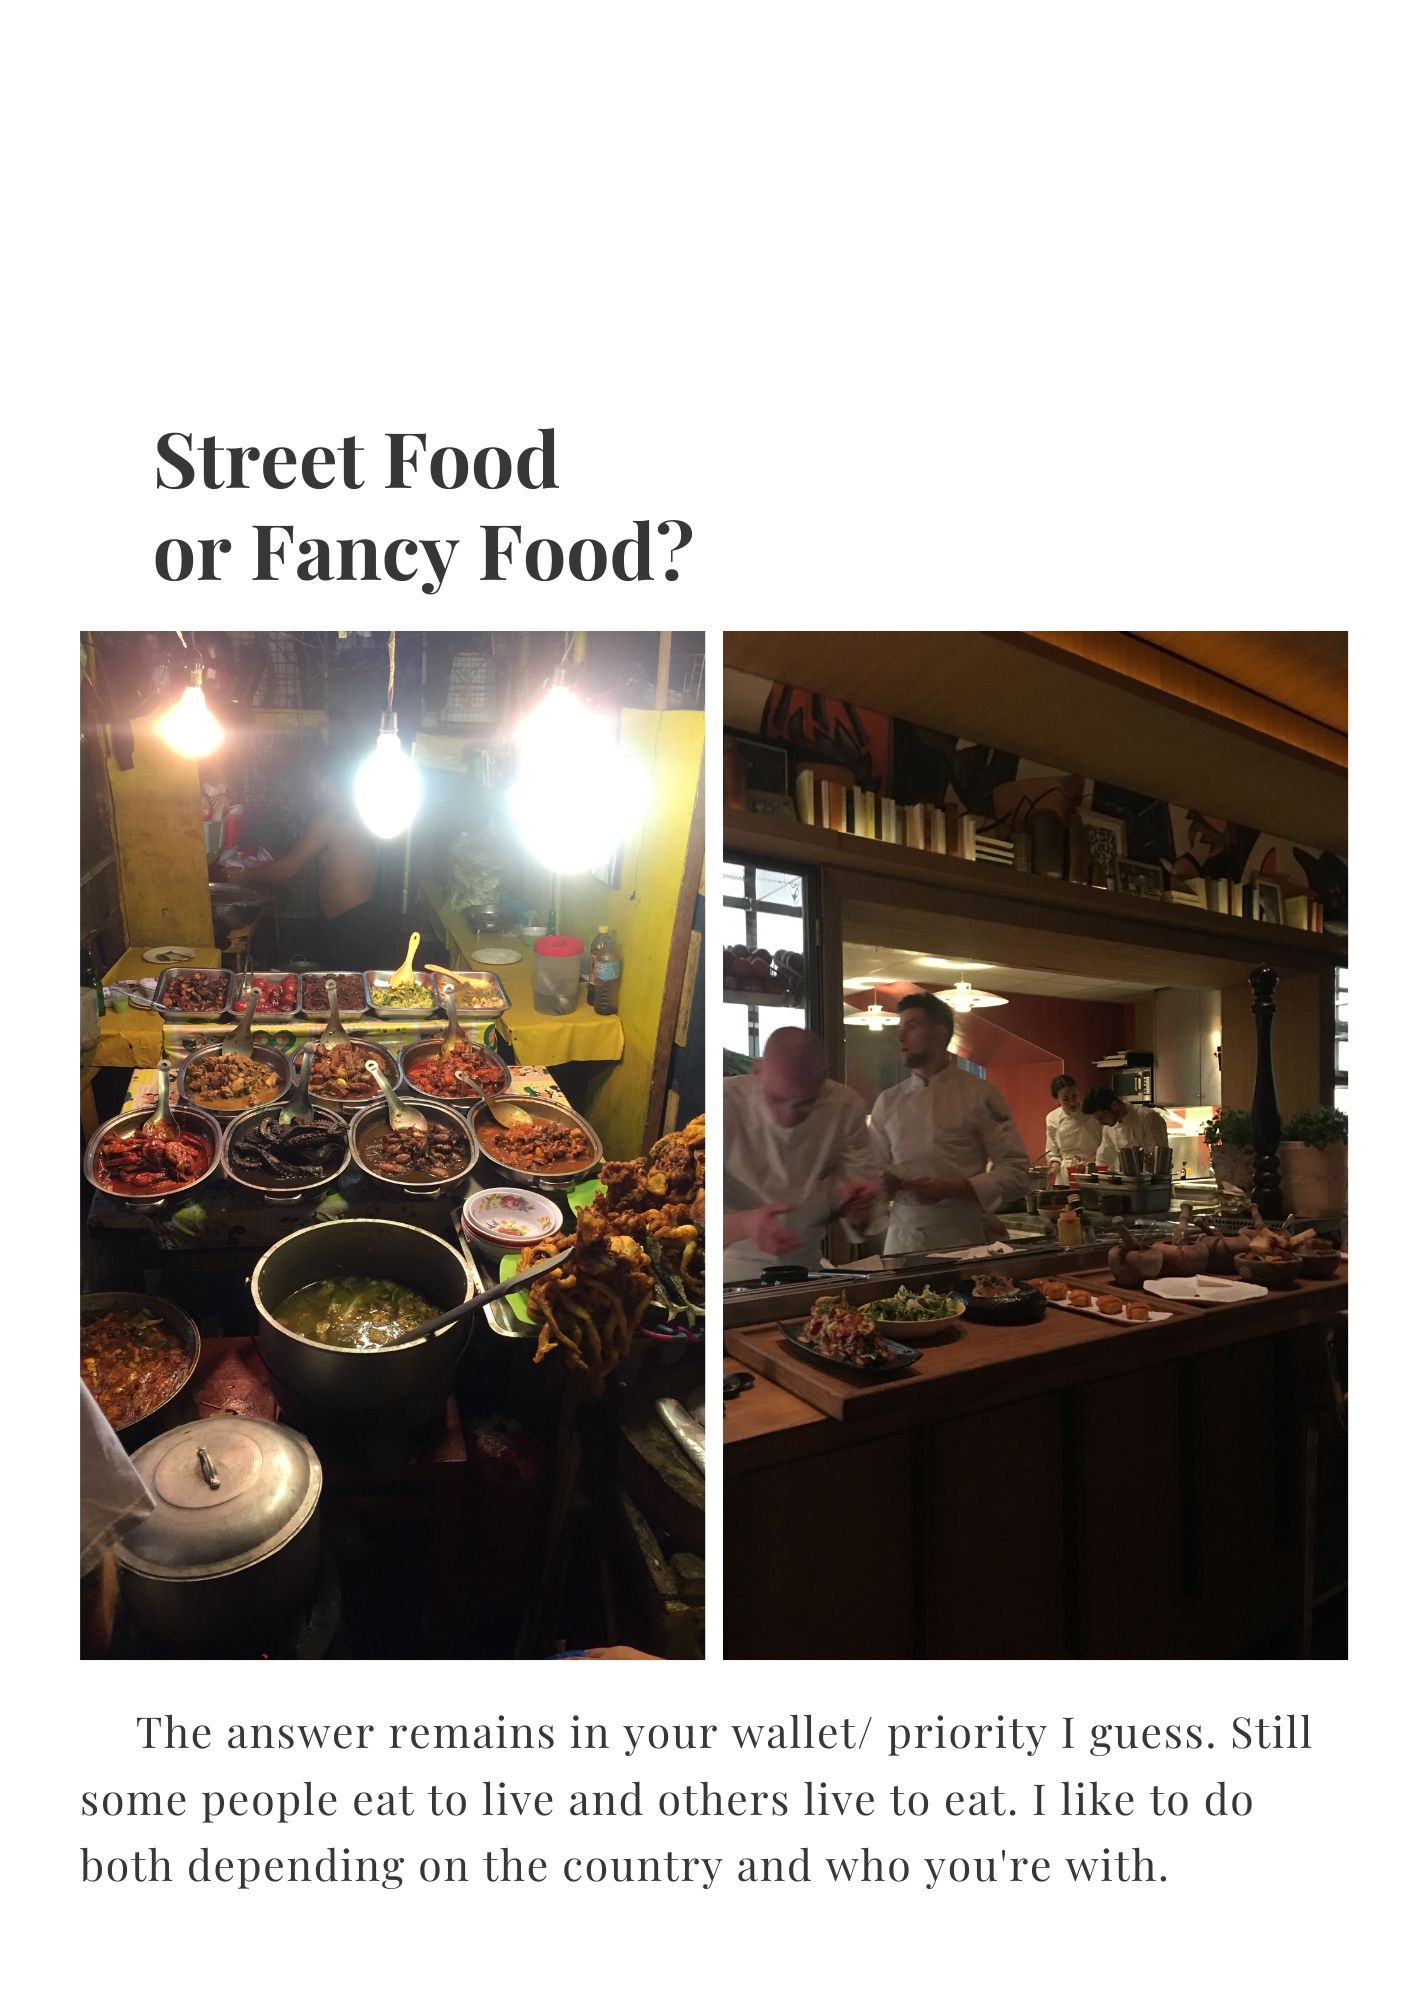 Street Food
or Fancy Food?
The answer remains in your wallet/ priority I guess. Still
some people eat to live and others live to eat. I like to do
both depending on the country and who you're with.